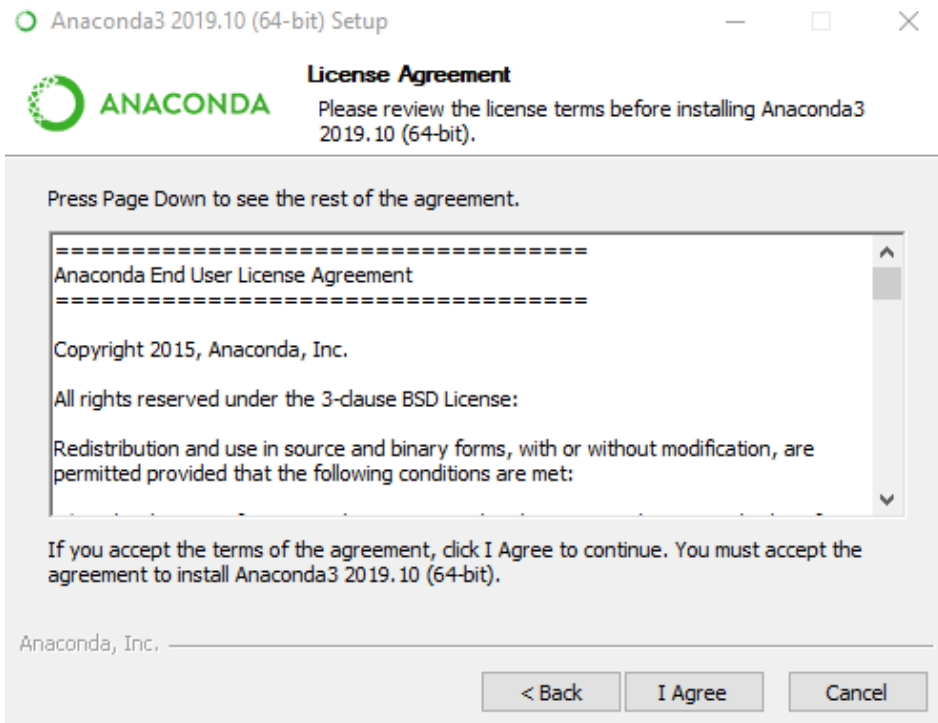 Anaconda3 2019.10 (64-bit) Setup
ANACONDA
License Agreement
Please review the license terms before installing Anaconda3
2019.10 (64-bit).
Press Page Down to see the rest of the agreement.
===================================
Anaconda End User License Agreement
===================================
Copyright 2015, Anaconda, Inc.
All rights reserved under the 3-clause BSD License:
Redistribution and use in source and binary forms, with or without modification, are
permitted provided that the following conditions are met:
If you accept the terms of the agreement, click I Agree to continue. You must accept the
agreement to install Anaconda3 2019.10 (64-bit).
Anaconda, Inc.
< Back
I Agree
Cancel